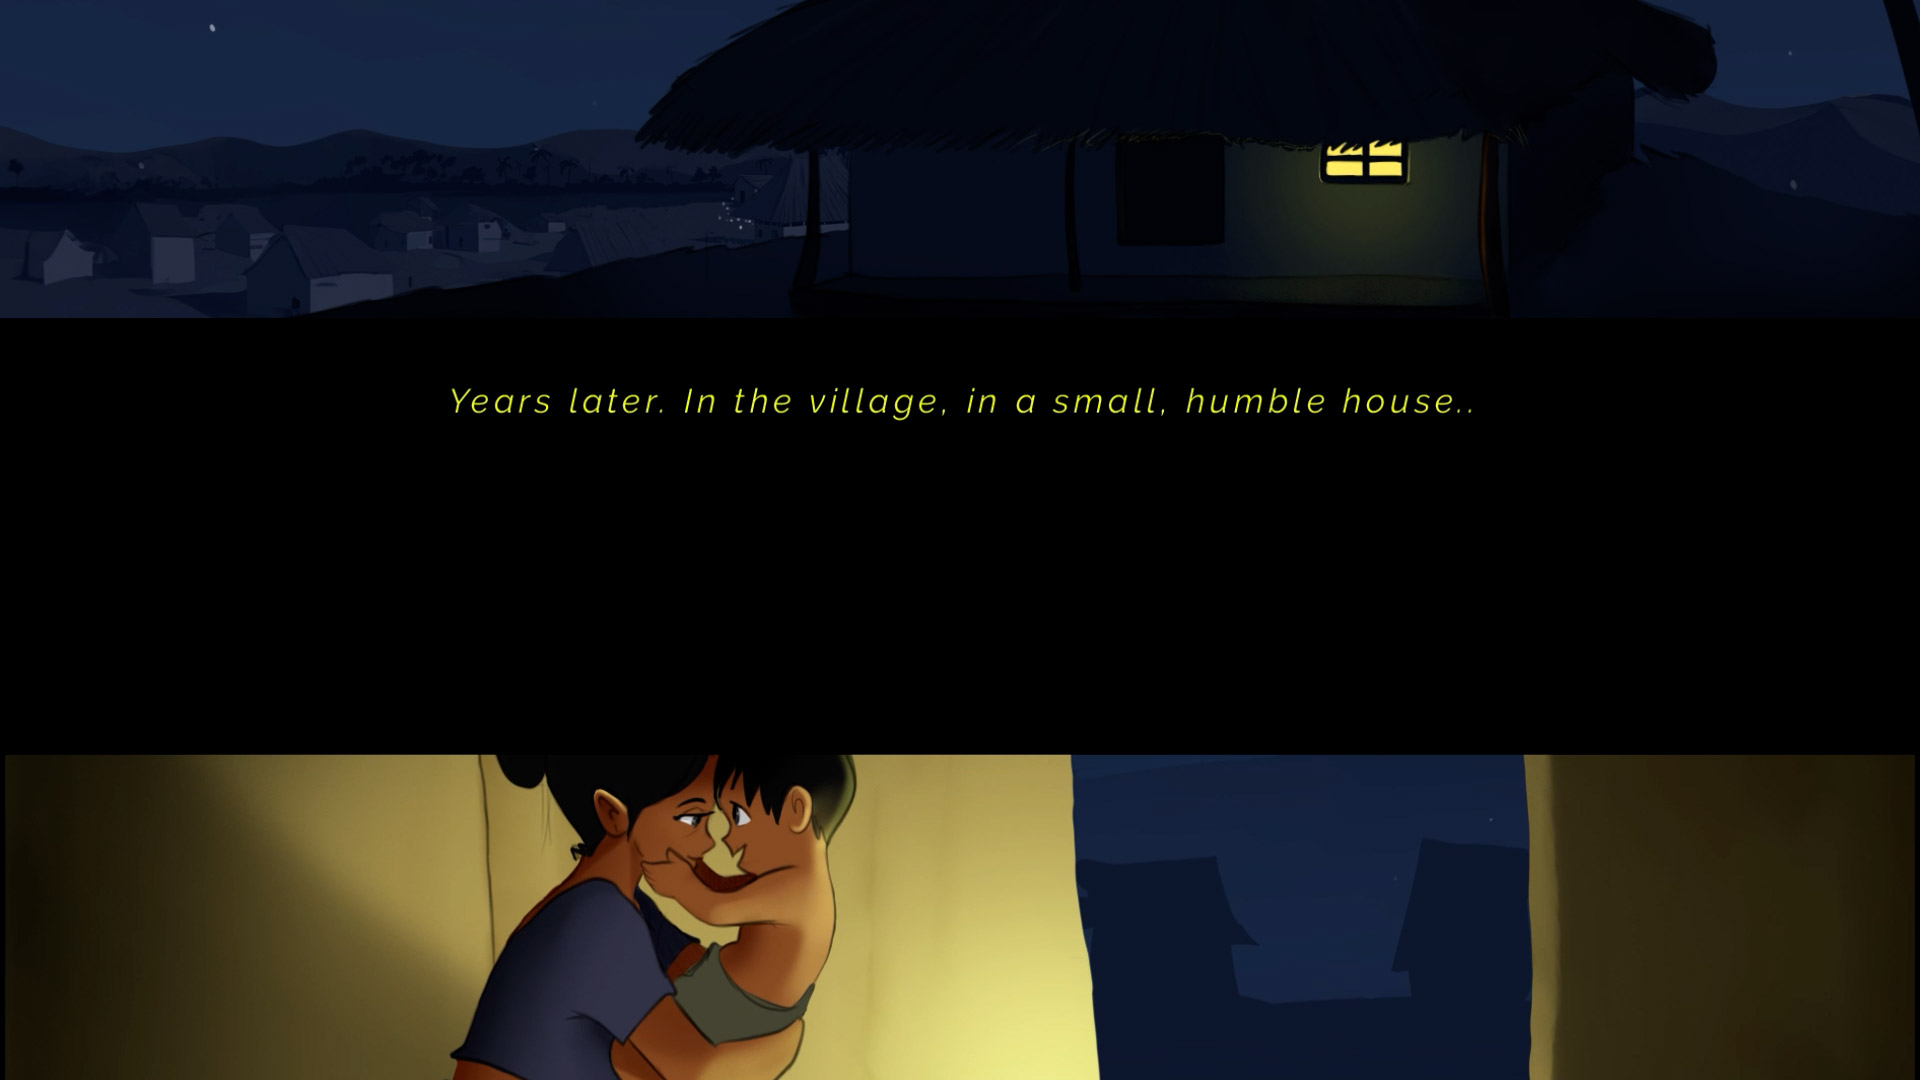 Years later. In the village, in a small, humble house..